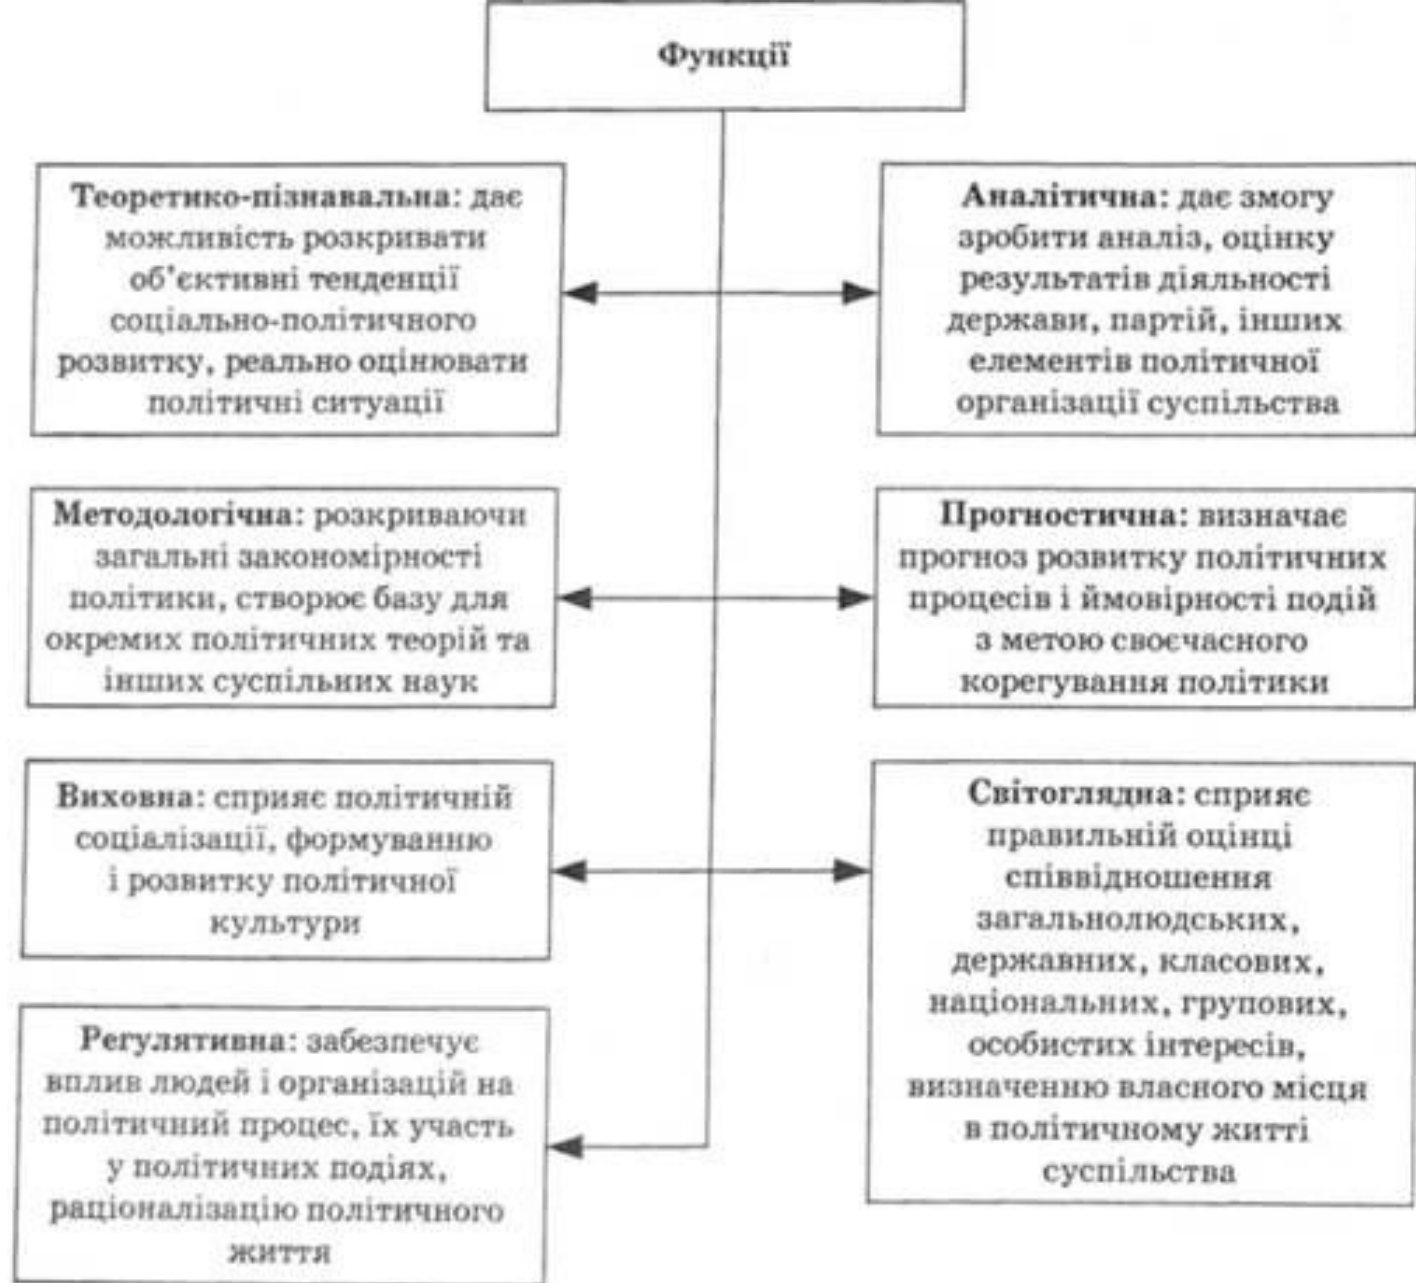 Функції
Теоретико-пізнавальна: дає
можливість розкривати
об’єктивні тенденції
соціально-політичного
розвитку, реально оцінювати
політичні ситуації
Аналітична: дає змогу
зробити аналіз, оцінку
результатів діяльності
держави, партій, інших
елементів політичної
організації суспільства
Методологічна: розкриваючи
загальні закономірності
політики, створює базу для
окремих політичних теорій та
інших суспільних наук
Прогностична: визначає
прогноз розвитку політичних
процесів і ймовірності подій
з метою своєчасного
корегування політики
Виховна: сприяє політичній
соціалізації, формуванню
і розвитку політичної
культури
Світоглядна: сприяє
правильній оцінці
співвідношення
загальнолюдських,
державних, класових,
національних, групових,
особистих інтересів,
визначенню власного місця
в політичному житті
суспільства
Регулятивна: забезпечує
вплив людей і організацій на
політичний процес, їх участь
у політичних подіях,
раціоналізацію політичного
життя